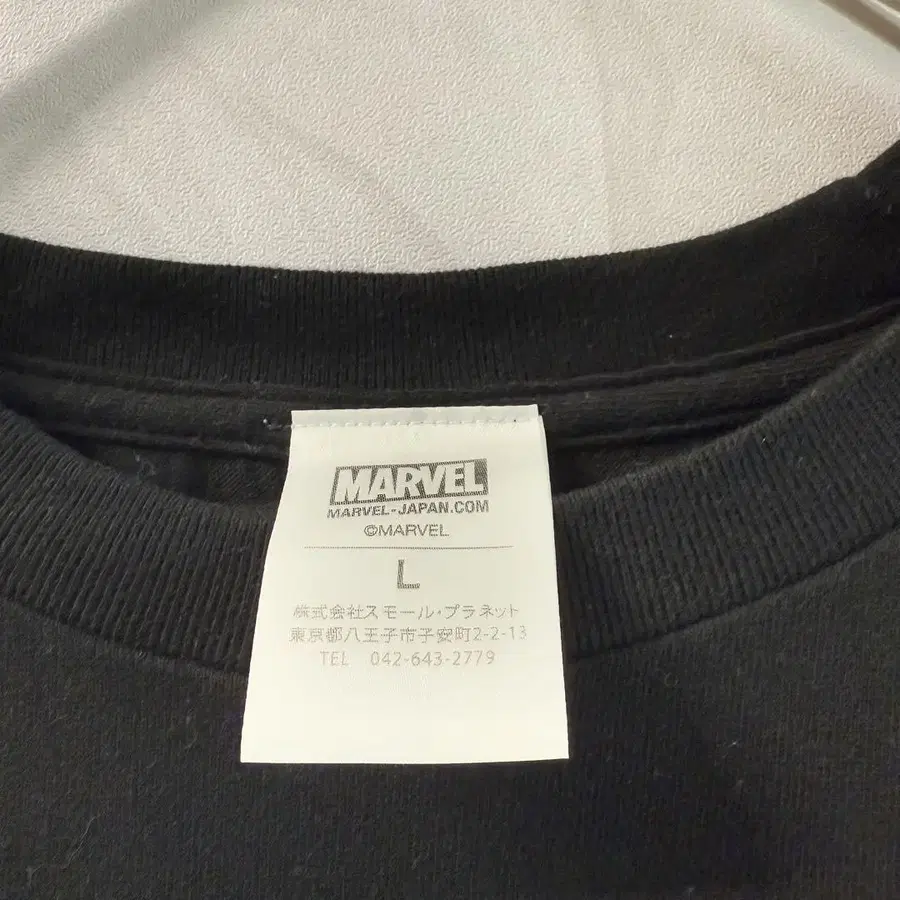 MARVEL
MARVEL-JAPAN.COM
©MARVEL
L
株式会社スモール・プラネット
東京都八王子市子安町2-2-13
TEL 042-643-2779